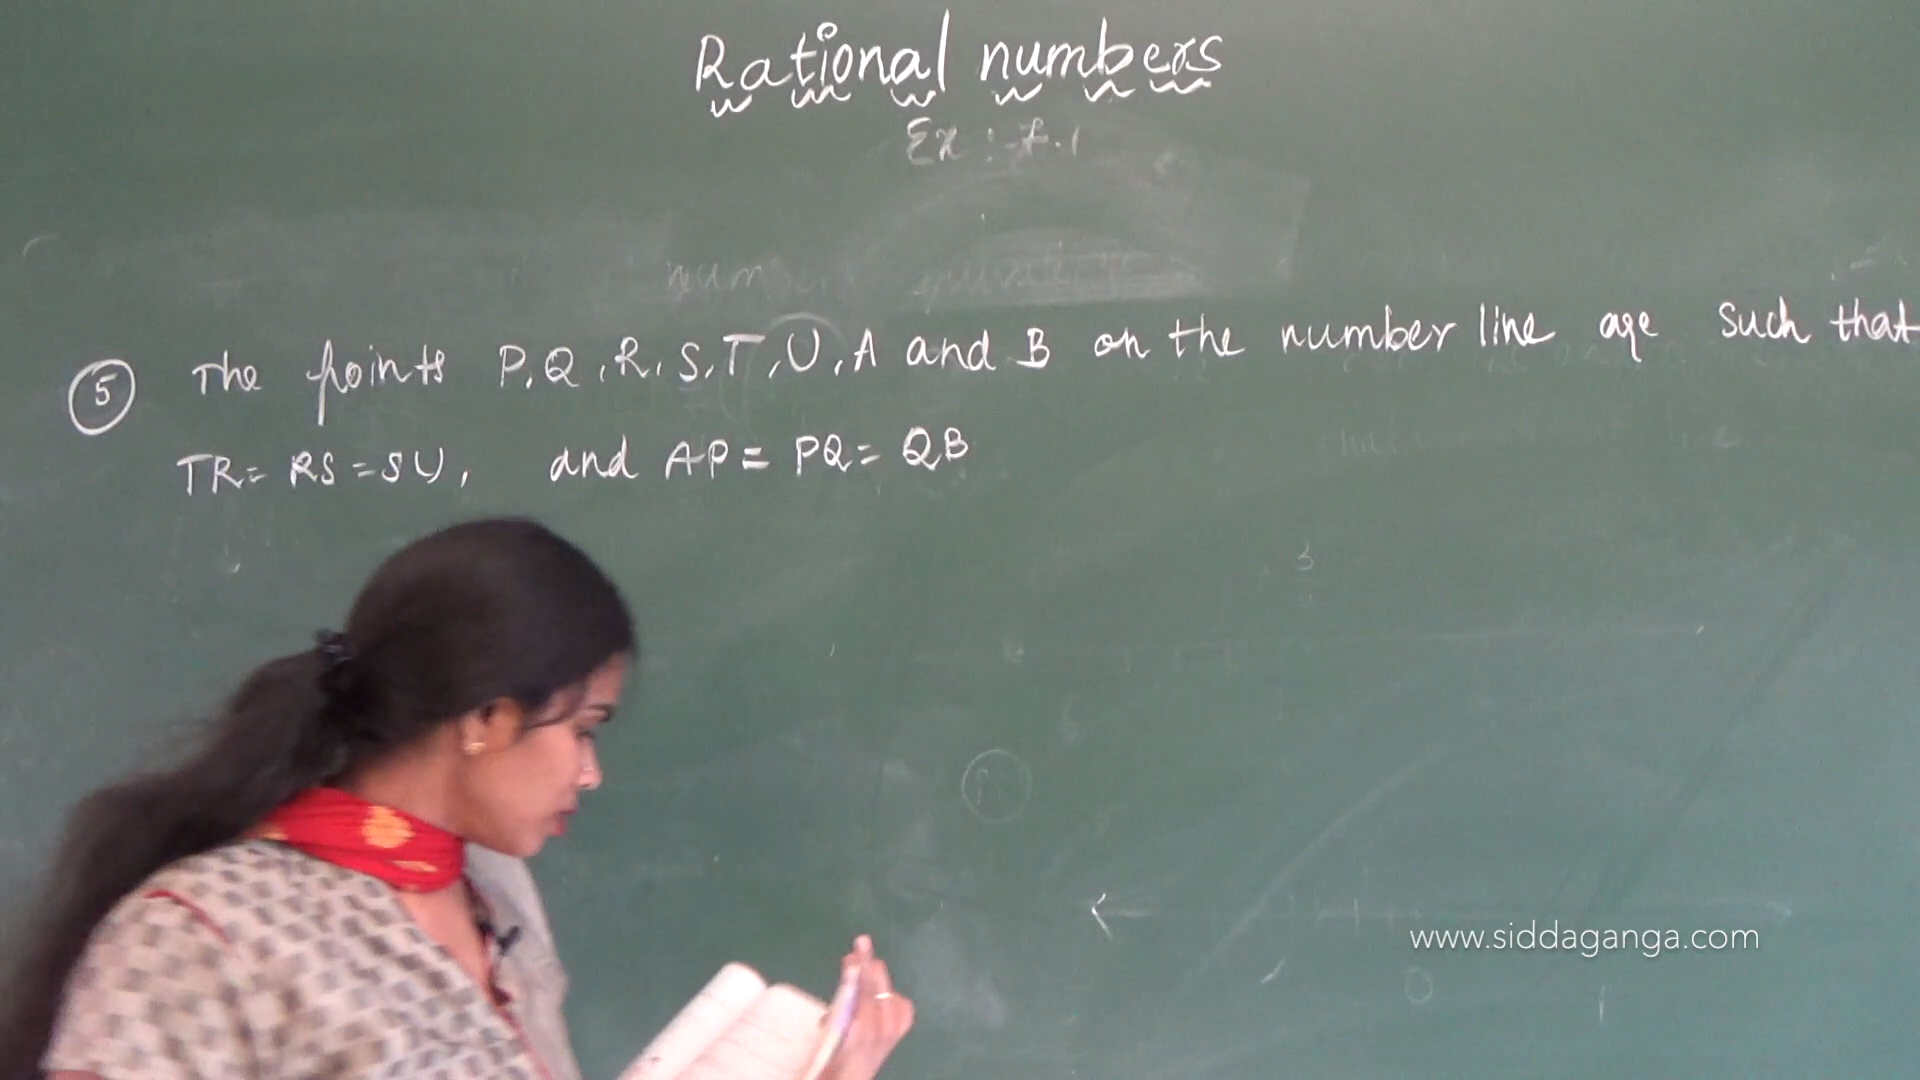 Rational numbers
Ex : 7.1
⑤ The points P, Q, R, S, T, U, A and B on the number line are such that
TR = RS = SU, and AP = PQ = QB
www.siddaganga.com